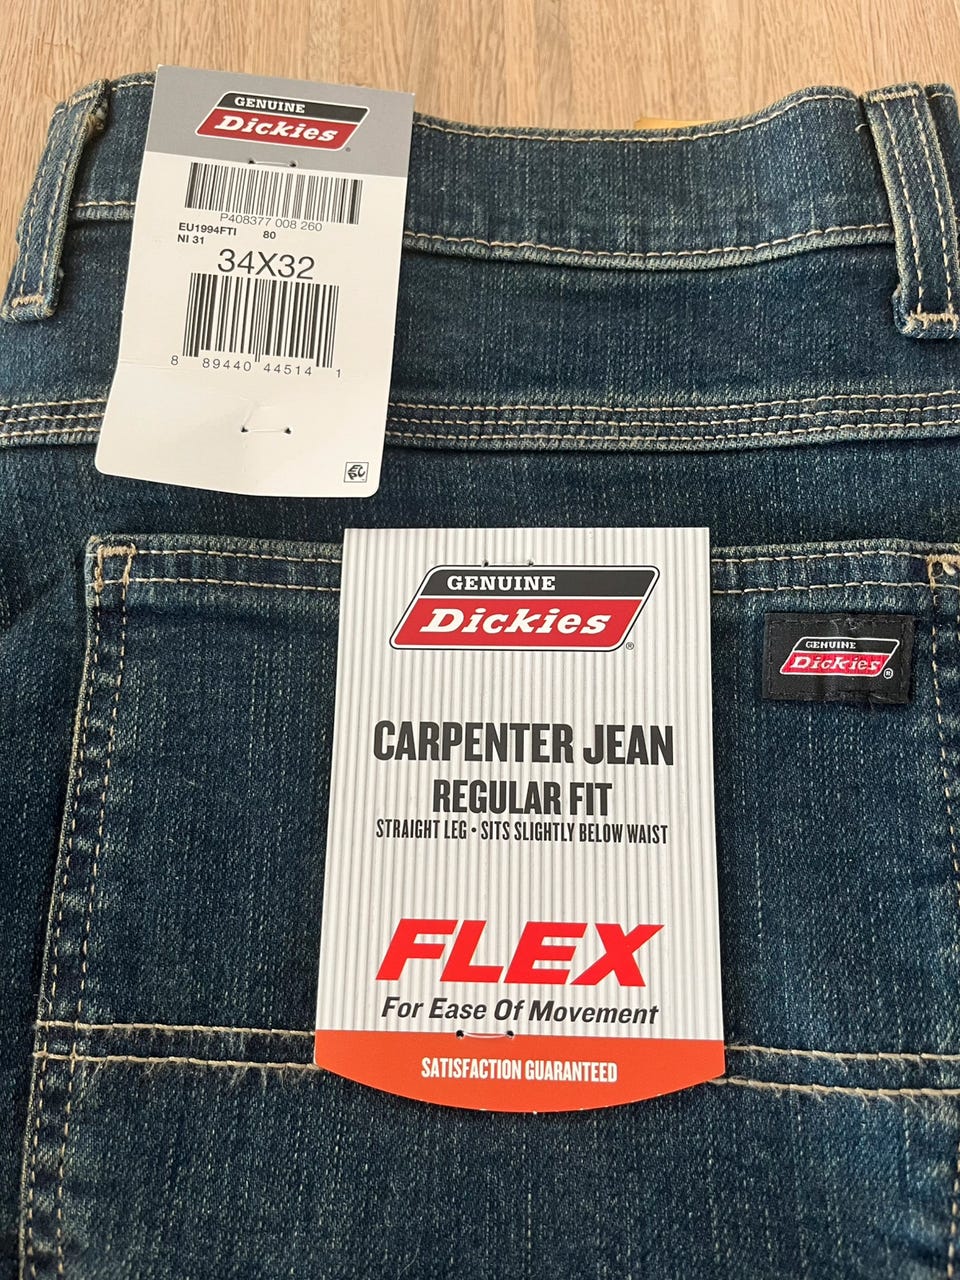 GENUINE
Dickies®
P408377 008 260
EU1994FTI 80
NI 31
34X32
8 89440 44514 1
GENUINE
Dickies®
CARPENTER JEAN
REGULAR FIT
STRAIGHT LEG • SITS SLIGHTLY BELOW WAIST
FLEX
For Ease Of Movement
SATISFACTION GUARANTEED
GENUINE
Dickies®